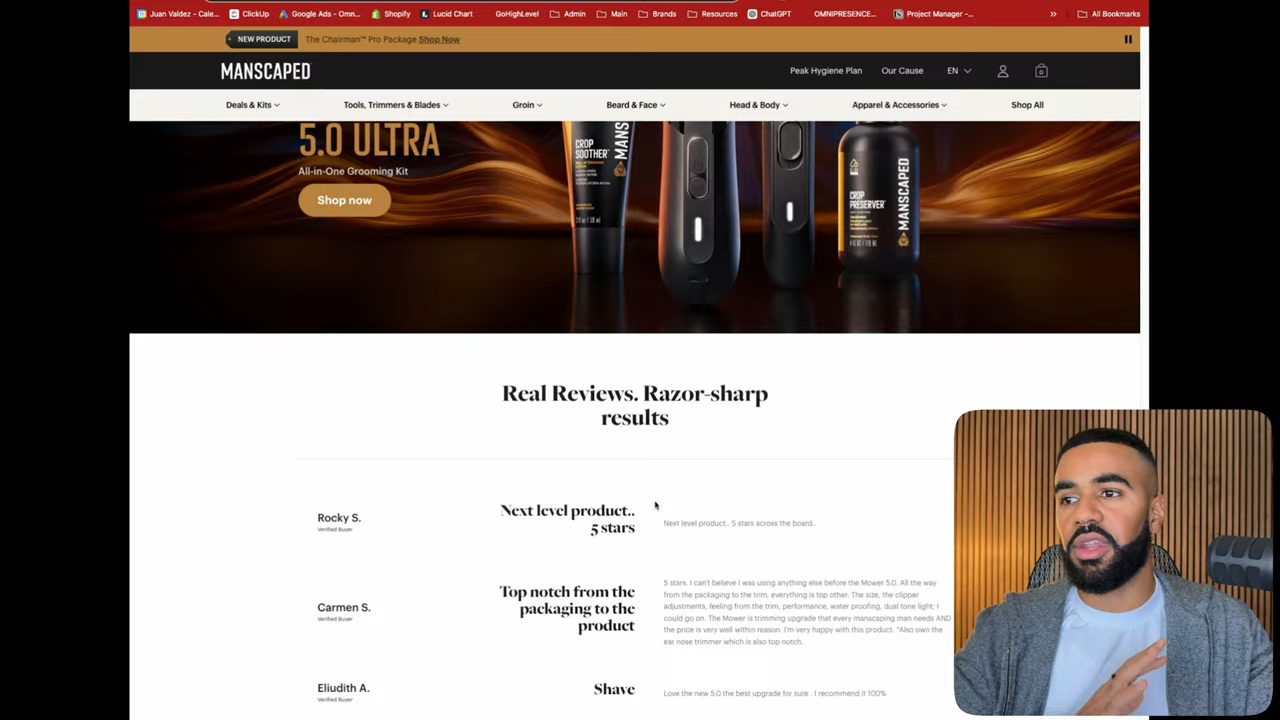 Juan Valdez - Cale... ClickUp Google Ads - Omn... Shopify Lucid Chart GoHighLevel Admin Main Brands Resources ChatGPT OMNIPRESENCE... Project Manager -... » All Bookmarks
NEW PRODUCT The Chairman™ Pro Package Shop Now
MANSCAPED Peak Hygiene Plan Our Cause EN 0
Deals & Kits Tools, Trimmers & Blades Groin Beard & Face Head & Body Apparel & Accessories Shop All
5.0 ULTRA
All-in-One Grooming Kit
Shop now
CROP
SOOTHER
MANS
CROP
PRESERVER
MANSCAPED
Real Reviews. Razor-sharp
results
Rocky S.
Verified Buyer
Next level product..
5 stars
Next level product.. 5 stars across the board..
Carmen S.
Verified Buyer
Top notch from the
packaging to the
product
5 stars. I can't believe I was using anything else before the Mower 5.0. All the way
from the packaging to the trim, everything is top other. The size, the clipper
adjustments, feeling from the trim, performance, water proofing, dual tone light; I
could go on. The Mower is trimming upgrade that every manscaping man needs AND
the price is very well within reason. I'm very happy with this product. *Also own the
ear nose trimmer which is also top notch.
Eliudith A.
Verified Buyer
Shave
Love the new 5.0 the best upgrade for sure . I recommend it 100%